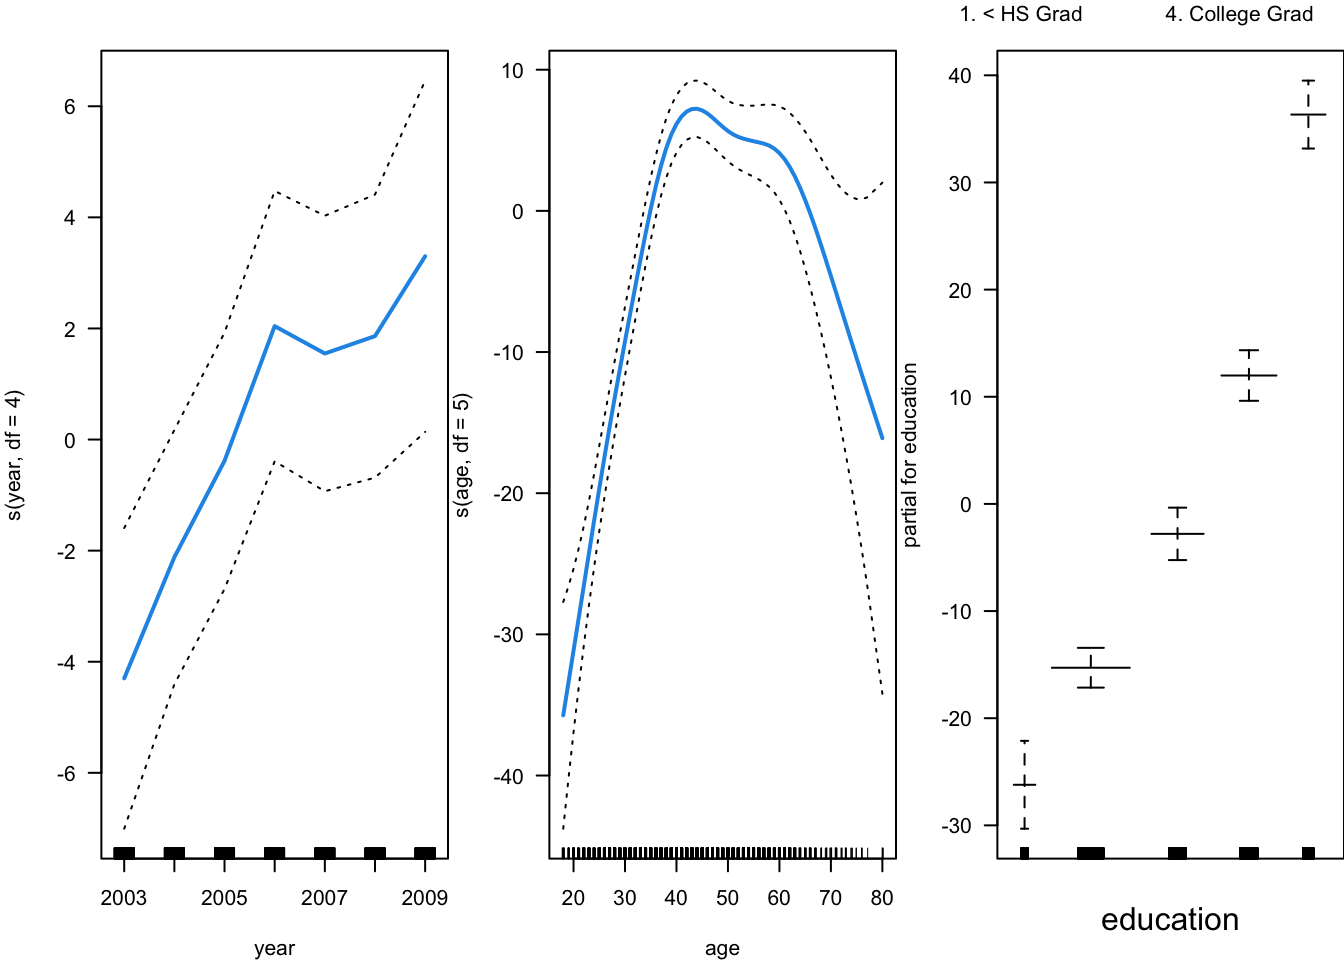 1. < HS Grad 4. College Grad
s(year, df = 4)
6
4
2
0
-2
-4
-6
2003 2005 2007 2009
year
s(age, df = 5)
10
0
-10
-20
-30
-40
20 30 40 50 60 70 80
age
partial for education
40
30
20
10
0
-10
-20
-30
education